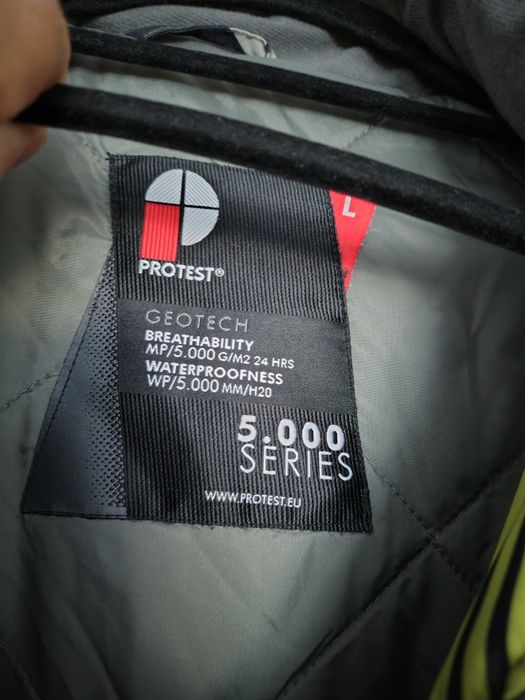 L
PROTEST®
GEOTECH
BREATHABILITY
MP/5.000 G/M2 24 HRS
WATERPROOFNESS
WP/5.000 MM/H20
5.000
SERIES
WWW.PROTEST.EU